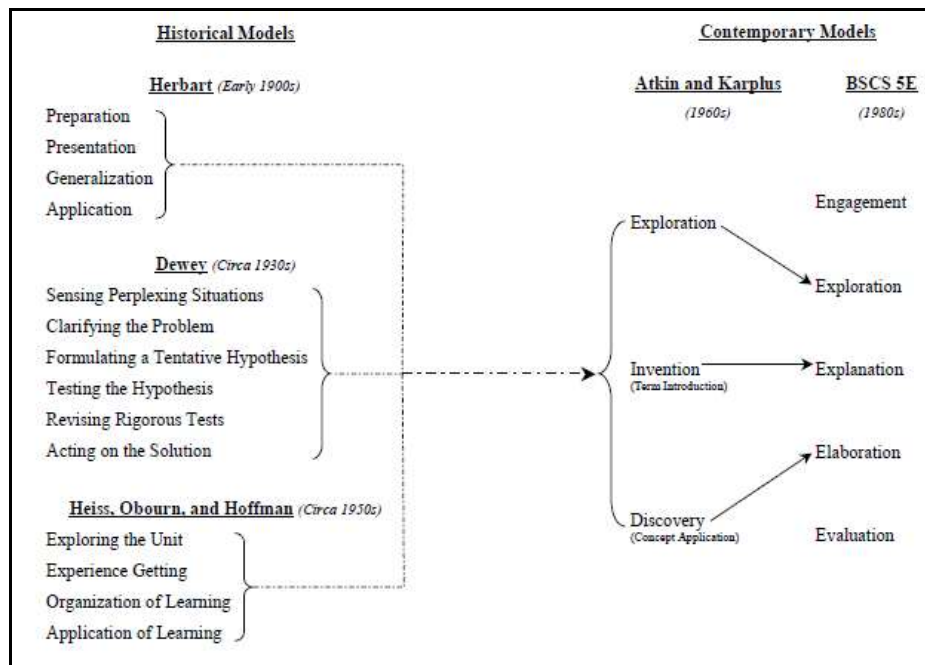 Historical Models
Herbart (Early 1900s)
Preparation
Presentation
Generalization
Application
Dewey (Circa 1930s)
Sensing Perplexing Situations
Clarifying the Problem
Formulating a Tentative Hypothesis
Testing the Hypothesis
Revising Rigorous Tests
Acting on the Solution
Heiss, Obourn, and Hoffman (Circa 1950s)
Exploring the Unit
Experience Getting
Organization of Learning
Application of Learning
Contemporary Models
Atkin and Karplus
(1960s)
Exploration
Invention
(Term Introduction)
Discovery
(Concept Application)
BSCS 5E
(1980s)
Engagement
Exploration
Explanation
Elaboration
Evaluation